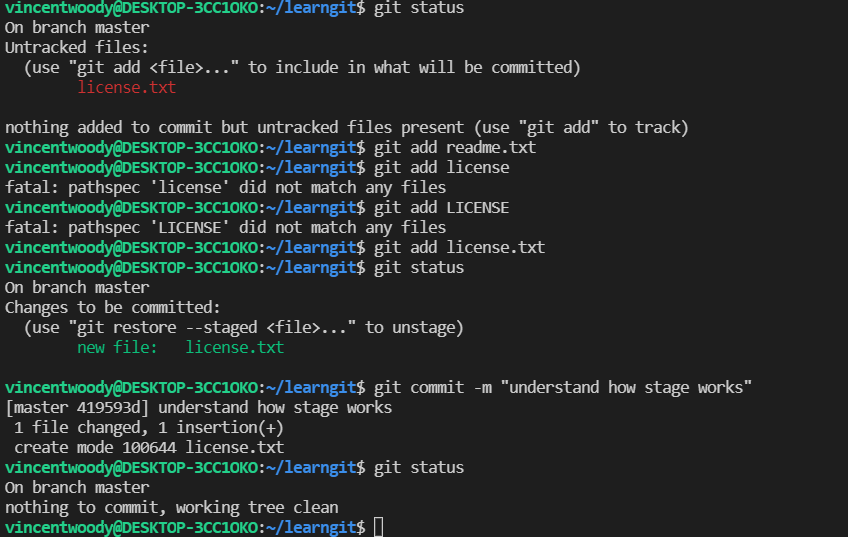 vincentwoody@DESKTOP-3CC1OKO:~/learngit$ git status
On branch master
Untracked files:
  (use "git add <file>..." to include in what will be committed)
        license.txt

nothing added to commit but untracked files present (use "git add" to track)
vincentwoody@DESKTOP-3CC1OKO:~/learngit$ git add readme.txt
vincentwoody@DESKTOP-3CC1OKO:~/learngit$ git add license
fatal: pathspec 'license' did not match any files
vincentwoody@DESKTOP-3CC1OKO:~/learngit$ git add LICENSE
fatal: pathspec 'LICENSE' did not match any files
vincentwoody@DESKTOP-3CC1OKO:~/learngit$ git add license.txt
vincentwoody@DESKTOP-3CC1OKO:~/learngit$ git status
On branch master
Changes to be committed:
  (use "git restore --staged <file>..." to unstage)
        new file:   license.txt

vincentwoody@DESKTOP-3CC1OKO:~/learngit$ git commit -m "understand how stage works"
[master 419593d] understand how stage works
 1 file changed, 1 insertion(+)
 create mode 100644 license.txt
vincentwoody@DESKTOP-3CC1OKO:~/learngit$ git status
On branch master
nothing to commit, working tree clean
vincentwoody@DESKTOP-3CC1OKO:~/learngit$